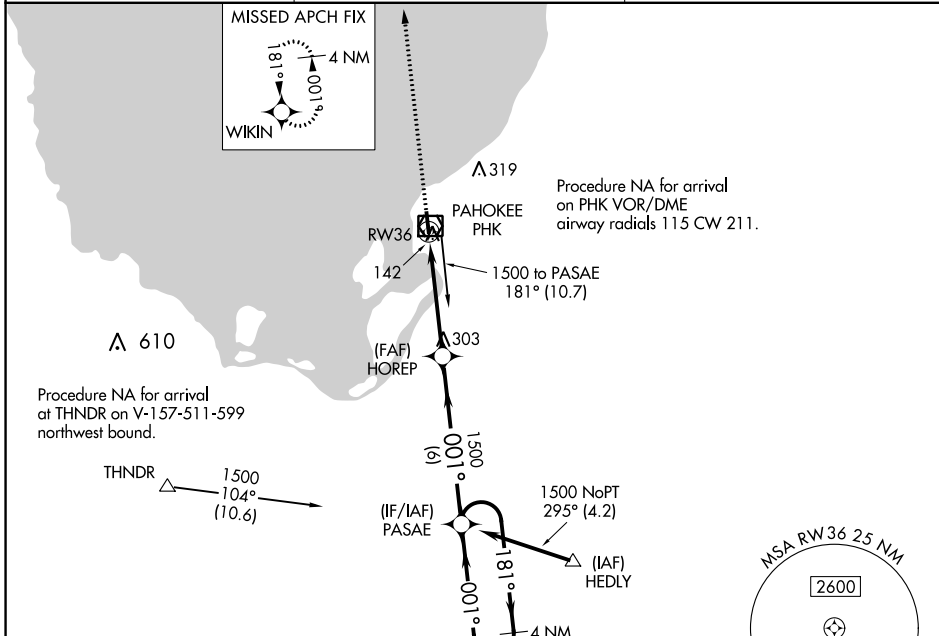 MISSED APCH FIX
4 NM
181°
001°
WIKIN
319
Procedure NA for arrival
on PHK VOR/DME
airway radials 115 CW 211.
PAHOKEE
PHK
RW36
142
1500 to PASAE
181° (10.7)
610
303
(FAF)
HOREP
Procedure NA for arrival
at THNDR on V-157-511-599
northwest bound.
1500
001°
(6)
THNDR
1500
104°
(10.6)
(IF/IAF)
PASAE
1500 NoPT
295° (4.2)
(IAF)
HEDLY
181°
001°
4 NM
MSA RW36 25 NM
2600